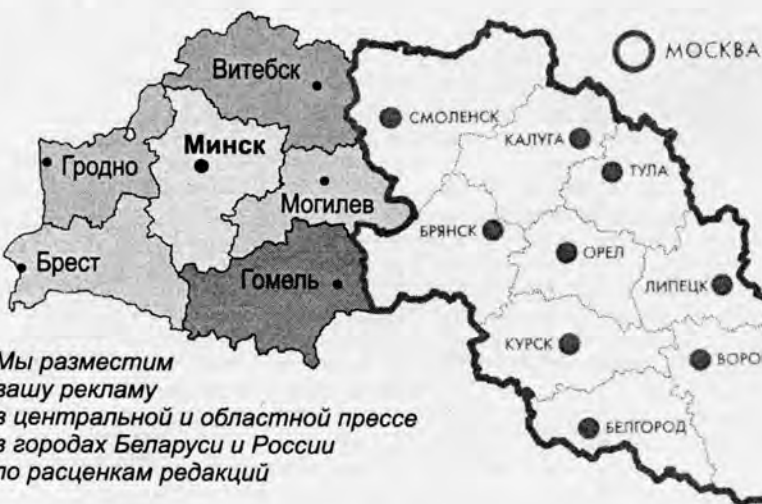 МОСКВА
Витебск
СМОЛЕНСК
КАЛУГА
Минск
Гродно
ТУЛА
Могилев
БРЯНСК
ОРЕЛ
Брест
Гомель
ЛИПЕЦК
КУРСК
ВОРО
БЕЛГОРОД
Мы разместим
вашу рекламу
в центральной и областной прессе
в городах Беларуси и России
по расценкам редакций